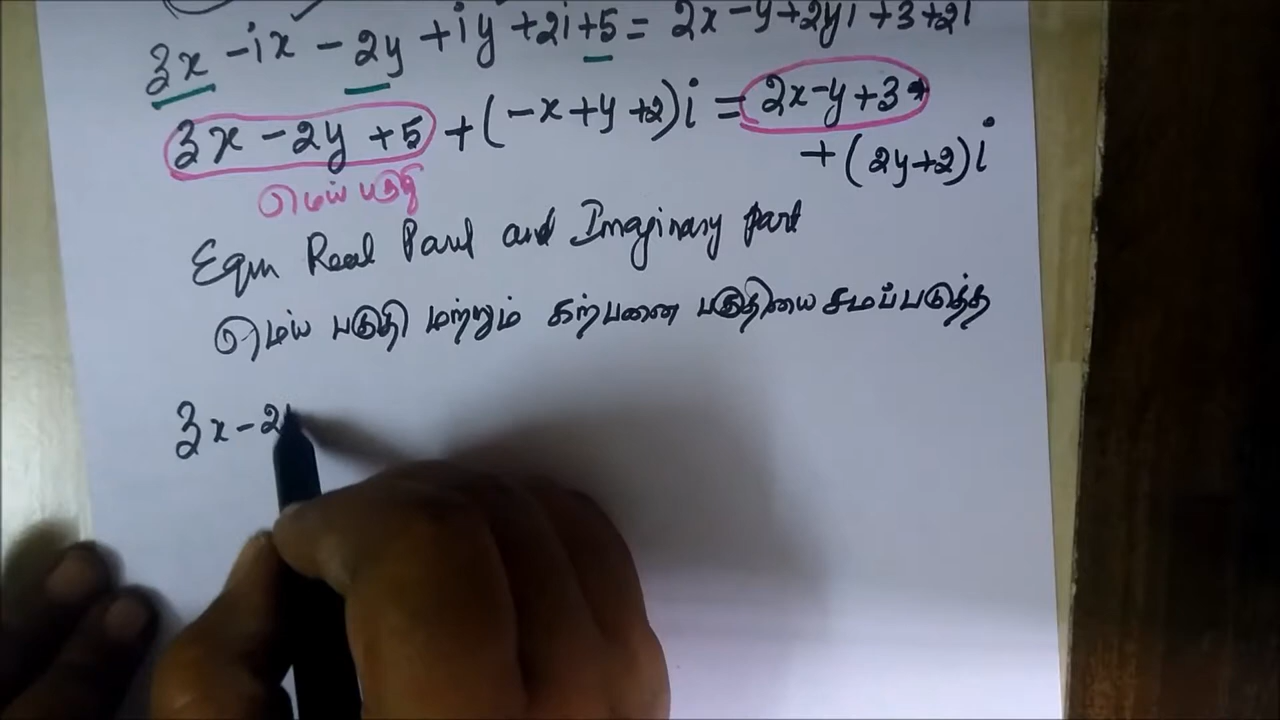 3x - ix - 2y + iy + 2i + 5 = 2x - y + 2yi + 3 + 2i
3x - 2y + 5 + (-x + y + 2)i = 2x - y + 3 +
+ (2y + 2)i
மெய் பகுதி
Equ Real Part and Imaginary part
மெய் பகுதி மற்றும் கற்பனை பகுதியை சமப்படுத்த
3x - 2